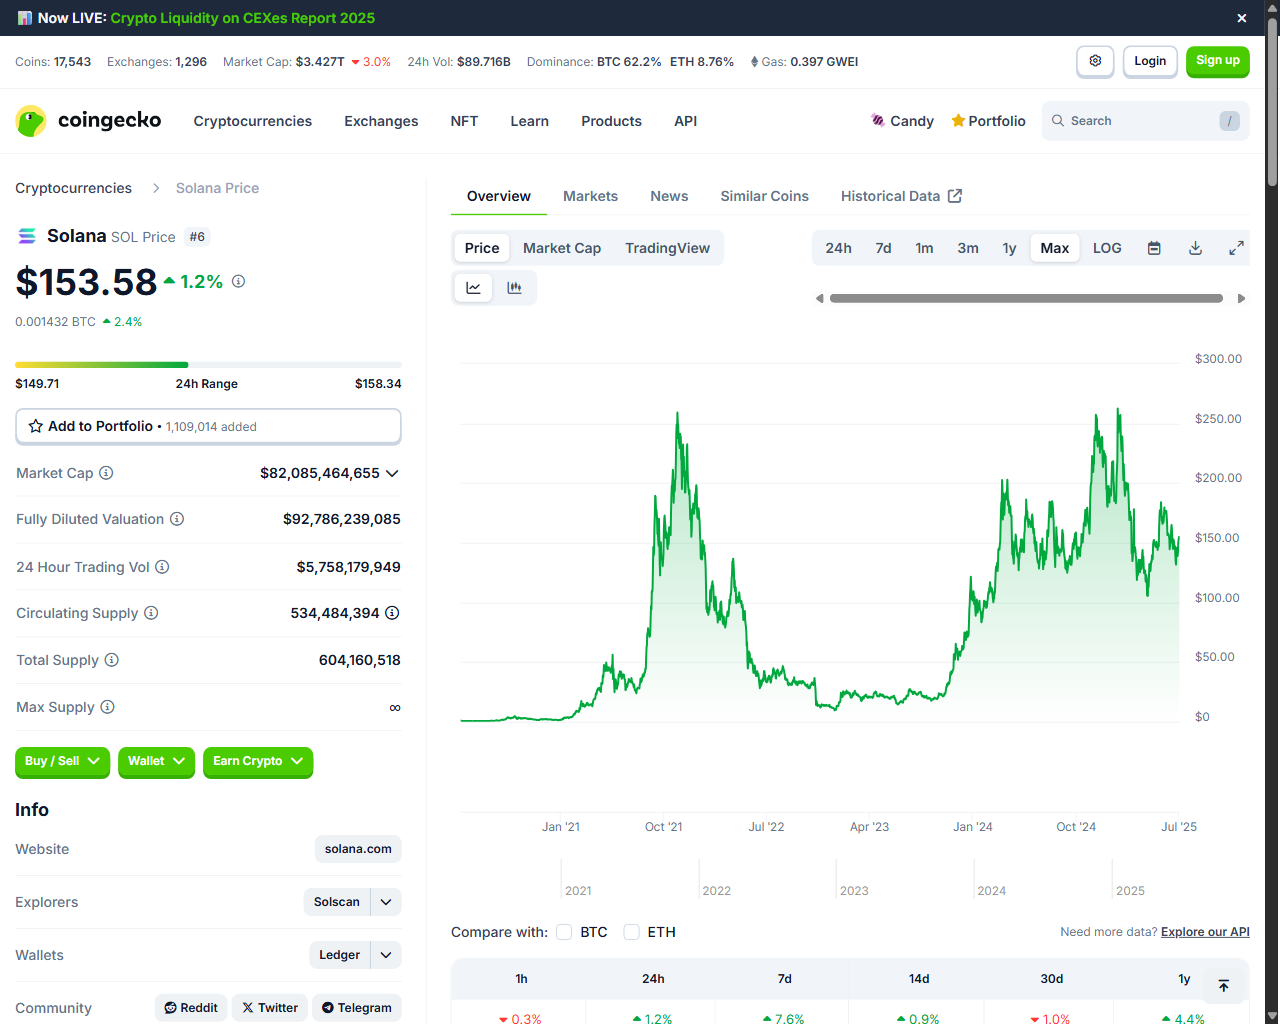 Now LIVE: Crypto Liquidity on CEXes Report 2025
Coins: 17,543 Exchanges: 1,296 Market Cap: $3.427T 3.0% 24h Vol: $89.716B Dominance: BTC 62.2% ETH 8.76% Gas: 0.397 GWEI
Login
Sign up
coingecko
Cryptocurrencies Exchanges NFT Learn Products API
Candy Portfolio Search /
Cryptocurrencies Solana Price
Solana SOL Price #6
$153.58 1.2%
0.001432 BTC 2.4%
$149.71 24h Range $158.34
Add to Portfolio • 1,109,014 added
Market Cap $82,085,464,655
Fully Diluted Valuation $92,786,239,085
24 Hour Trading Vol $5,758,179,949
Circulating Supply 534,484,394
Total Supply 604,160,518
Max Supply ∞
Buy / Sell Wallet Earn Crypto
Info
Website solana.com
Explorers Solscan
Wallets Ledger
Community Reddit Twitter Telegram
Overview Markets News Similar Coins Historical Data
Price Market Cap TradingView
24h 7d 1m 3m 1y Max LOG
$300.00
$250.00
$200.00
$150.00
$100.00
$50.00
$0
Jan '21 Oct '21 Jul '22 Apr '23 Jan '24 Oct '24 Jul '25
2021 2022 2023 2024 2025
Compare with: BTC ETH
Need more data? Explore our API
1h 24h 7d 14d 30d 1y
0.3% 1.2% 7.6% 0.9% 1.0% 4.4%